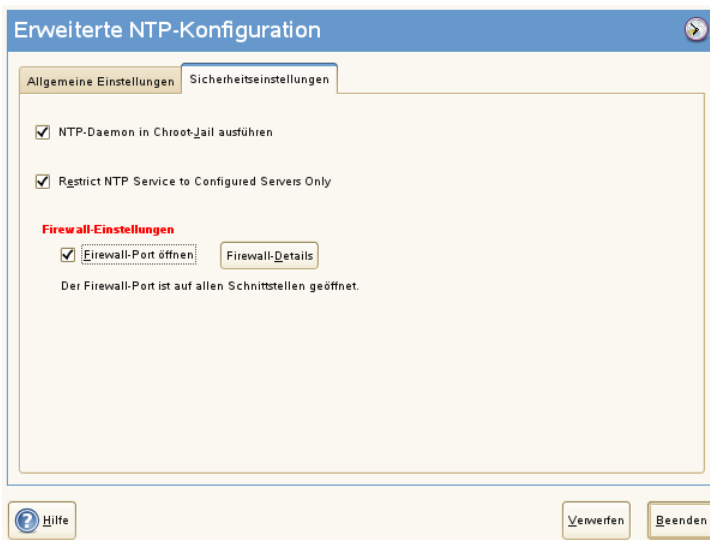 Erweiterte NTP-Konfiguration
Allgemeine Einstellungen
Sicherheitseinstellungen
NTP-Daemon in Chroot-Jail ausführen
Restrict NTP Service to Configured Servers Only
Firewall-Einstellungen
Firewall-Port öffnen
Firewall-Details
Der Firewall-Port ist auf allen Schnittstellen geöffnet.
Hilfe
Verwerfen
Beenden